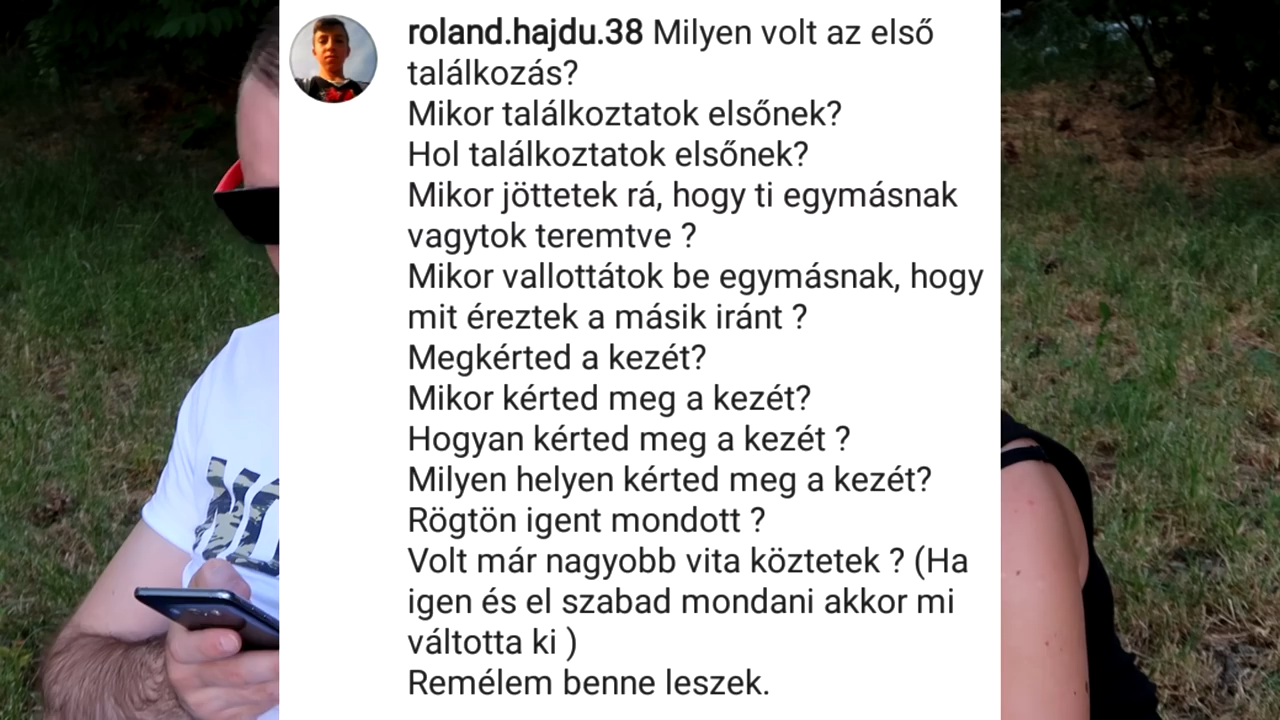 roland.hajdu.38 Milyen volt az első
találkozás?
Mikor találkoztatok elsőnek?
Hol találkoztatok elsőnek?
Mikor jöttetek rá, hogy ti egymásnak
vagytok teremtve ?
Mikor vallottátok be egymásnak, hogy
mit éreztek a másik iránt ?
Megkérted a kezét?
Mikor kérted meg a kezét?
Hogyan kérted meg a kezét ?
Milyen helyen kérted meg a kezét?
Rögtön igent mondott ?
Volt már nagyobb vita köztetek ? (Ha
igen és el szabad mondani akkor mi
váltotta ki )
Remélem benne leszek.